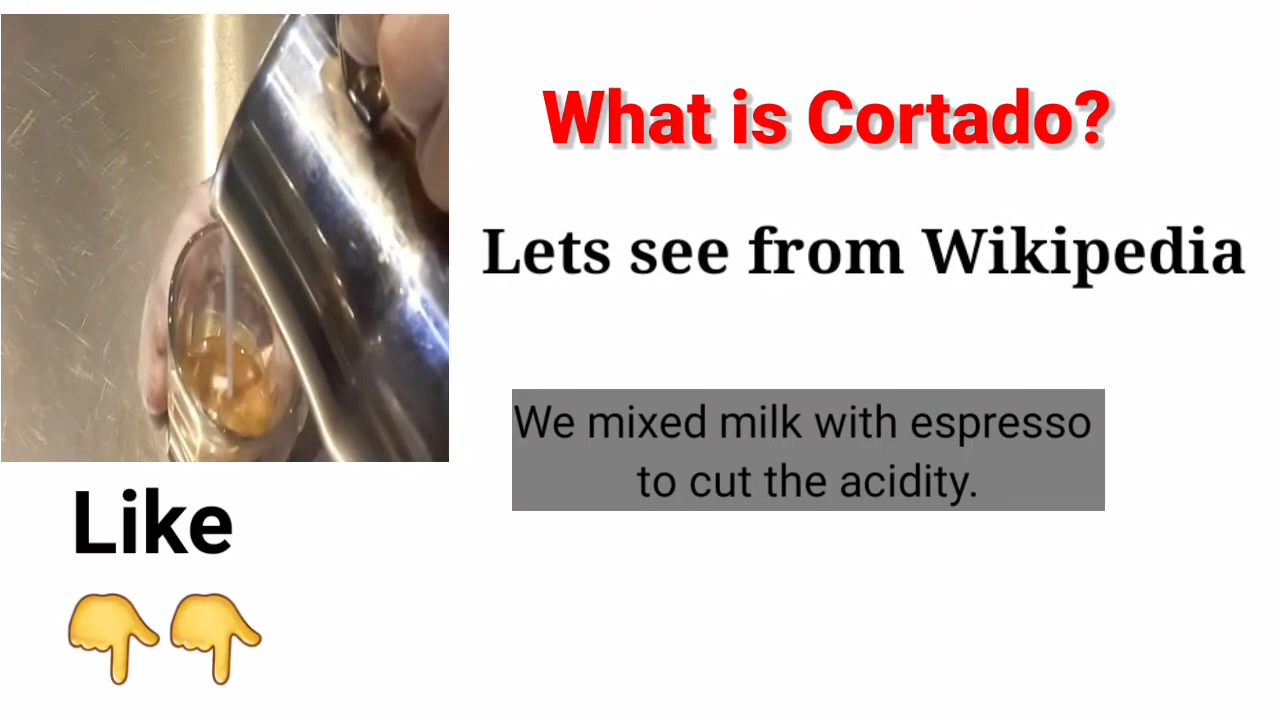 What is Cortado?
Lets see from Wikipedia
We mixed milk with espresso
to cut the acidity.
Like